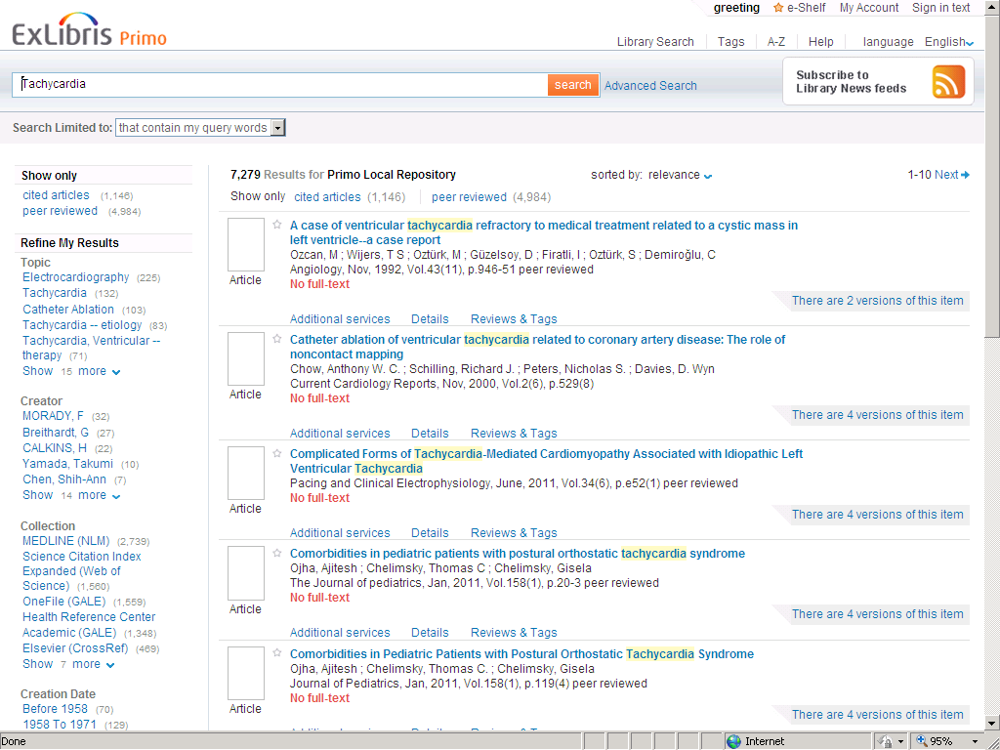 greeting e-Shelf My Account Sign in text
ExLibris Primo
Library Search Tags A-Z Help language English
Tachycardia search Advanced Search
Subscribe to
Library News feeds
Search Limited to: that contain my query words
Show only
cited articles (1,146)
peer reviewed (4,984)
Refine My Results
Topic
Electrocardiography (225)
Tachycardia (132)
Catheter Ablation (103)
Tachycardia -- etiology (83)
Tachycardia, Ventricular --
therapy (71)
Show 15 more
Creator
MORADY, F (32)
Breithardt, G (27)
CALKINS, H (22)
Yamada, Takumi (10)
Chen, Shih-Ann (7)
Show 14 more
Collection
MEDLINE (NLM) (2,739)
Science Citation Index
Expanded (Web of
Science) (1,560)
OneFile (GALE) (1,559)
Health Reference Center
Academic (GALE) (1,348)
Elsevier (CrossRef) (469)
Show 7 more
Creation Date
Before 1958 (70)
1958 To 1971 (129)
7,279 Results for Primo Local Repository sorted by: relevance 1-10 Next
Show only cited articles (1,146) peer reviewed (4,984)
A case of ventricular tachycardia refractory to medical treatment related to a cystic mass in
left ventricle--a case report
Ozcan, M ; Wijers, T S ; Oztürk, M ; Güzelsoy, D ; Firatli, I ; Oztürk, S ; Demiroğlu, C
Angiology, Nov, 1992, Vol.43(11), p.946-51 peer reviewed
Article
No full-text
There are 2 versions of this item
Additional services Details Reviews & Tags
Catheter ablation of ventricular tachycardia related to coronary artery disease: The role of
noncontact mapping
Chow, Anthony W. C. ; Schilling, Richard J. ; Peters, Nicholas S. ; Davies, D. Wyn
Current Cardiology Reports, Nov, 2000, Vol.2(6), p.529(8)
Article
No full-text
There are 4 versions of this item
Additional services Details Reviews & Tags
Complicated Forms of Tachycardia-Mediated Cardiomyopathy Associated with Idiopathic Left
Ventricular Tachycardia
Pacing and Clinical Electrophysiology, June, 2011, Vol.34(6), p.e52(1) peer reviewed
No full-text
Article
There are 4 versions of this item
Additional services Details Reviews & Tags
Comorbidities in pediatric patients with postural orthostatic tachycardia syndrome
Ojha, Ajitesh ; Chelimsky, Thomas C ; Chelimsky, Gisela
The Journal of pediatrics, Jan, 2011, Vol.158(1), p.20-3 peer reviewed
No full-text
Article
There are 4 versions of this item
Additional services Details Reviews & Tags
Comorbidities in Pediatric Patients with Postural Orthostatic Tachycardia Syndrome
Ojha, Ajitesh ; Chelimsky, Thomas C. ; Chelimsky, Gisela
Journal of Pediatrics, Jan, 2011, Vol.158(1), p.119(4) peer reviewed
No full-text
Article
There are 4 versions of this item
Done Internet 95%